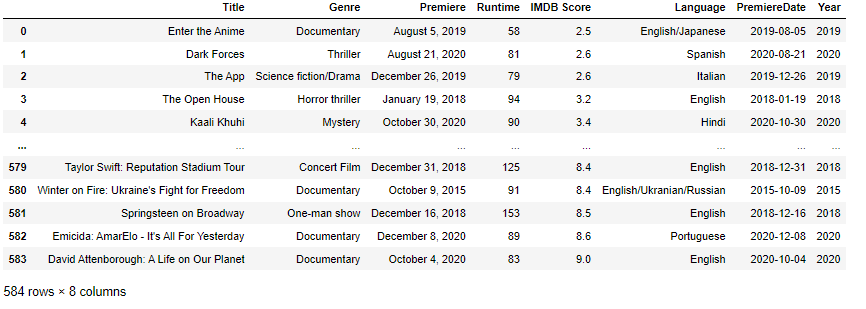 Title Genre Premiere Runtime IMDB Score Language PremiereDate Year
0 Enter the Anime Documentary August 5, 2019 58 2.5 English/Japanese 2019-08-05 2019
1 Dark Forces Thriller August 21, 2020 81 2.6 Spanish 2020-08-21 2020
2 The App Science fiction/Drama December 26, 2019 79 2.6 Italian 2019-12-26 2019
3 The Open House Horror thriller January 19, 2018 94 3.2 English 2018-01-19 2018
4 Kaali Khuhi Mystery October 30, 2020 90 3.4 Hindi 2020-10-30 2020
... ... ... ... ... ... ... ... ...
579 Taylor Swift: Reputation Stadium Tour Concert Film December 31, 2018 125 8.4 English 2018-12-31 2018
580 Winter on Fire: Ukraine's Fight for Freedom Documentary October 9, 2015 91 8.4 English/Ukranian/Russian 2015-10-09 2015
581 Springsteen on Broadway One-man show December 16, 2018 153 8.5 English 2018-12-16 2018
582 Emicida: AmarElo - It's All For Yesterday Documentary December 8, 2020 89 8.6 Portuguese 2020-12-08 2020
583 David Attenborough: A Life on Our Planet Documentary October 4, 2020 83 9.0 English 2020-10-04 2020
584 rows × 8 columns